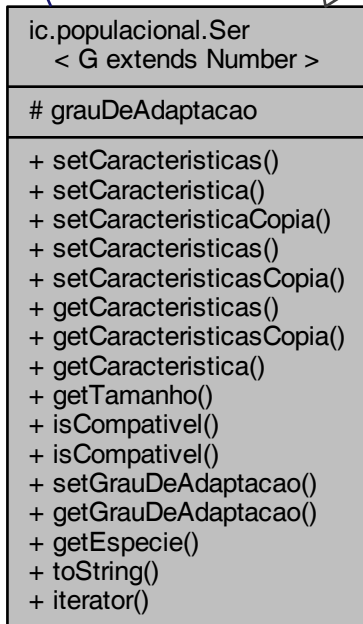 ic.populacional.Ser
< G extends Number >
# grauDeAdaptacao
+ setCaracteristicas()
+ setCaracteristica()
+ setCaracteristicaCopia()
+ setCaracteristicas()
+ setCaracteristicasCopia()
+ getCaracteristicas()
+ getCaracteristicasCopia()
+ getCaracteristica()
+ getTamanho()
+ isCompativel()
+ isCompativel()
+ setGrauDeAdaptacao()
+ getGrauDeAdaptacao()
+ getEspecie()
+ toString()
+ iterator()